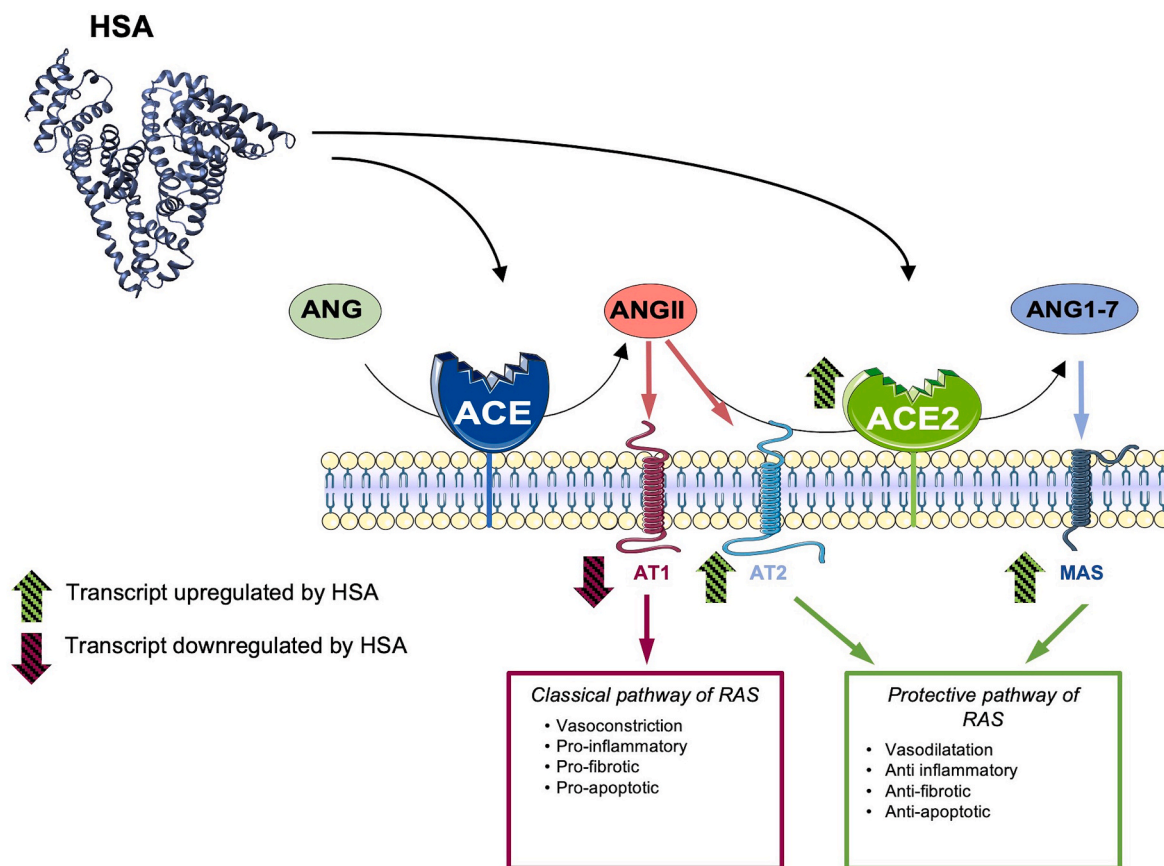 HSA
ANG
ANGII
ANG1-7
ACE
ACE2
AT1
AT2
MAS
Transcript upregulated by HSA
Transcript downregulated by HSA
Classical pathway of RAS
• Vasoconstriction
• Pro-inflammatory
• Pro-fibrotic
• Pro-apoptotic
Protective pathway of
RAS
• Vasodilatation
• Anti inflammatory
• Anti-fibrotic
• Anti-apoptotic